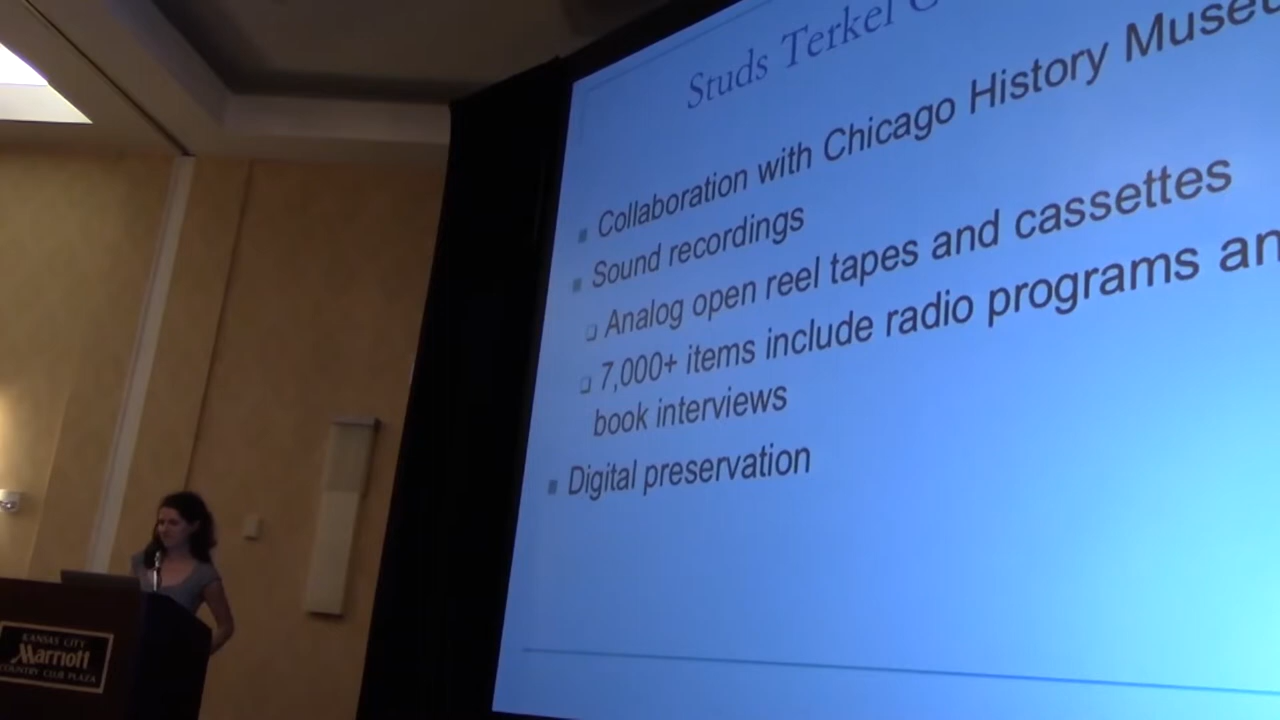 Studs Terkel C
Collaboration with Chicago History Museu
Sound recordings
Analog open reel tapes and cassettes
7,000+ items include radio programs an
book interviews
Digital preservation
KANSAS CITY
Marriott
COUNTRY CLUB PLAZA